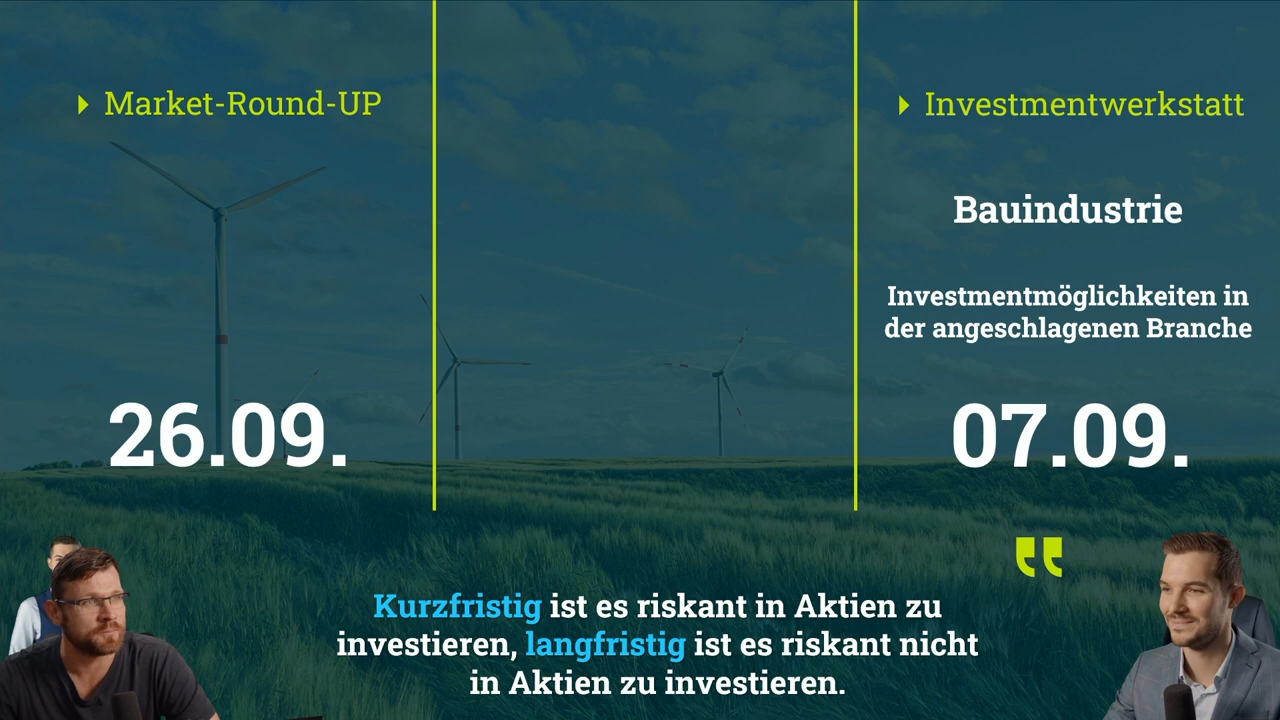 Market-Round-UP
26.09.
Investmentwerkstatt
Bauindustrie
Investmentmöglichkeiten in
der angeschlagenen Branche
07.09.
"
Kurzfristig ist es riskant in Aktien zu
investieren, langfristig ist es riskant nicht
in Aktien zu investieren.